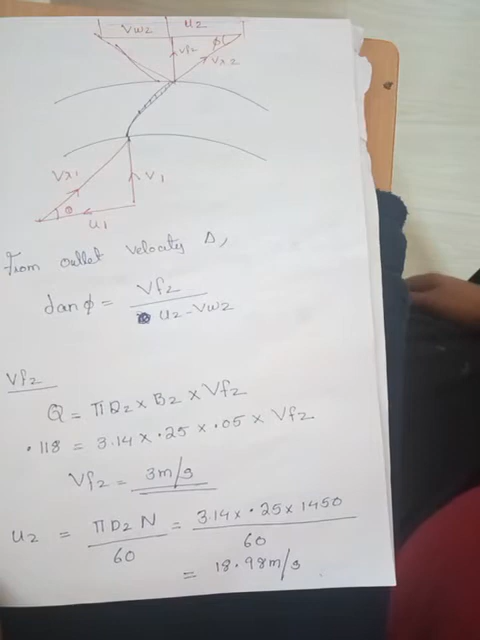 Vw2 u2
Vf2 ϕ
Vr2
Vr1 V1
θ
u1
From outlet velocity Δ,
tanϕ = Vf2 / u2 - Vw2
Vf2
Q = πD2 × B2 × Vf2
.118 = 3.14 × .25 × .05 × Vf2
Vf2 = 3m/s
u2 = πD2N / 60 = 3.14 × .25 × 1450 / 60
= 18.98m/s